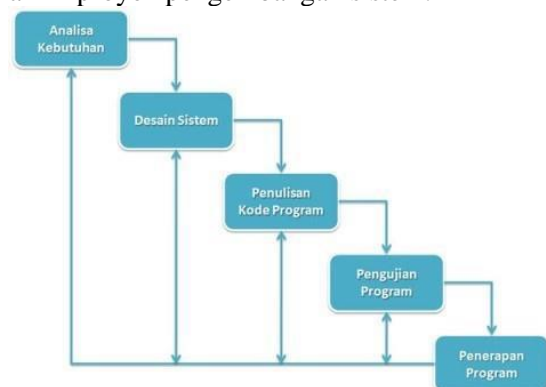 Analisa
Kebutuhan
Desain Sistem
Penulisan
Kode Program
Pengujian
Program
Penerapan
Program